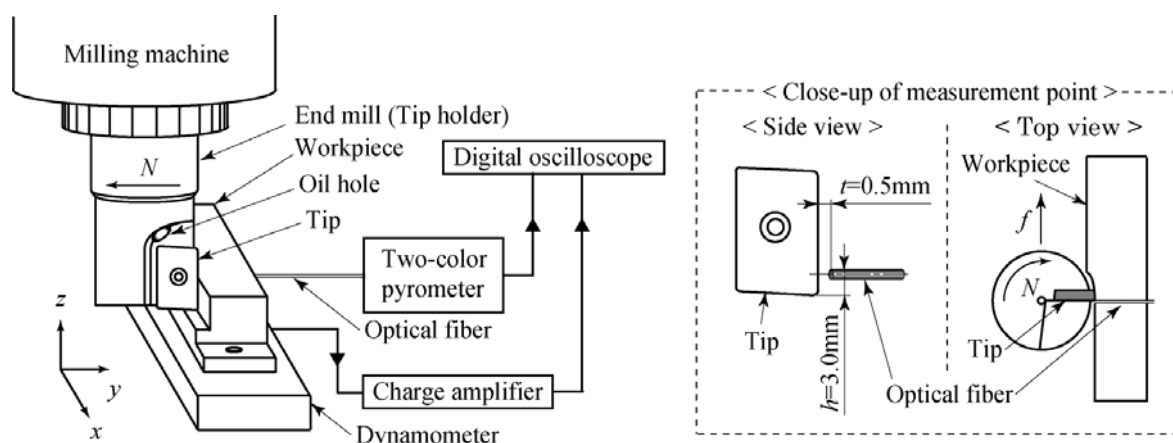 Milling machine
End mill (Tip holder)
Workpiece
N
Oil hole
Tip
Digital oscilloscope
Two-color
pyrometer
Optical fiber
Charge amplifier
Dynamometer
z
y
x
< Close-up of measurement point >
< Side view >
t=0.5mm
Tip
h=3.0mm
< Top view >
Workpiece
f
N
Tip
Optical fiber